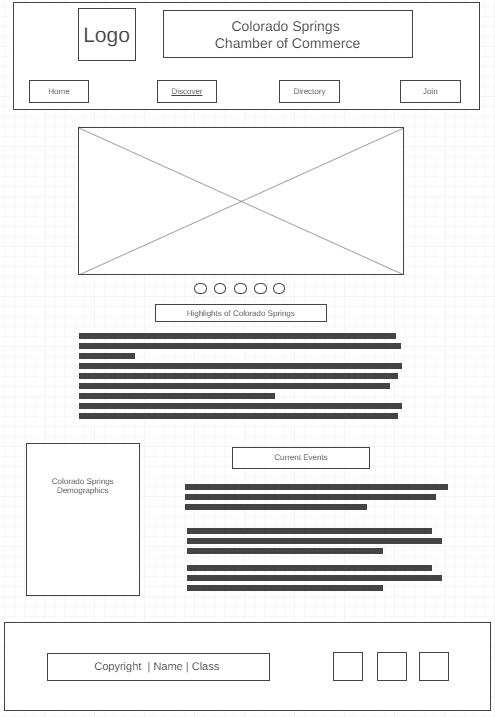 Logo
Colorado Springs
Chamber of Commerce
Home
Discover
Directory
Join
Highlights of Colorado Springs
Current Events
Colorado Springs
Demographics
Copyright | Name | Class